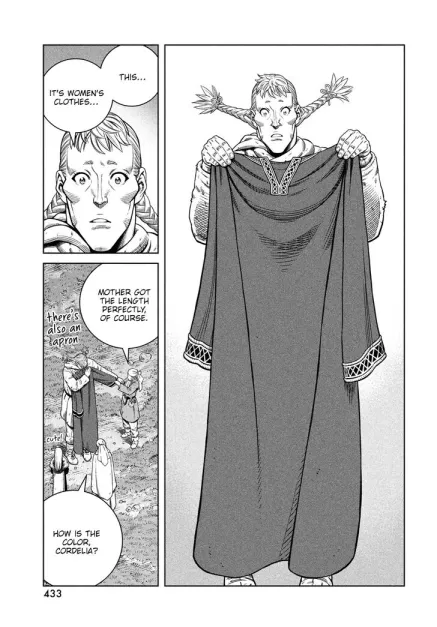 THIS...
IT'S WOMEN'S
CLOTHES...
MOTHER GOT
THE LENGTH
PERFECTLY,
OF COURSE.
there's
also an
apron
cute!
HOW IS THE
COLOR,
CORDELIA?
433